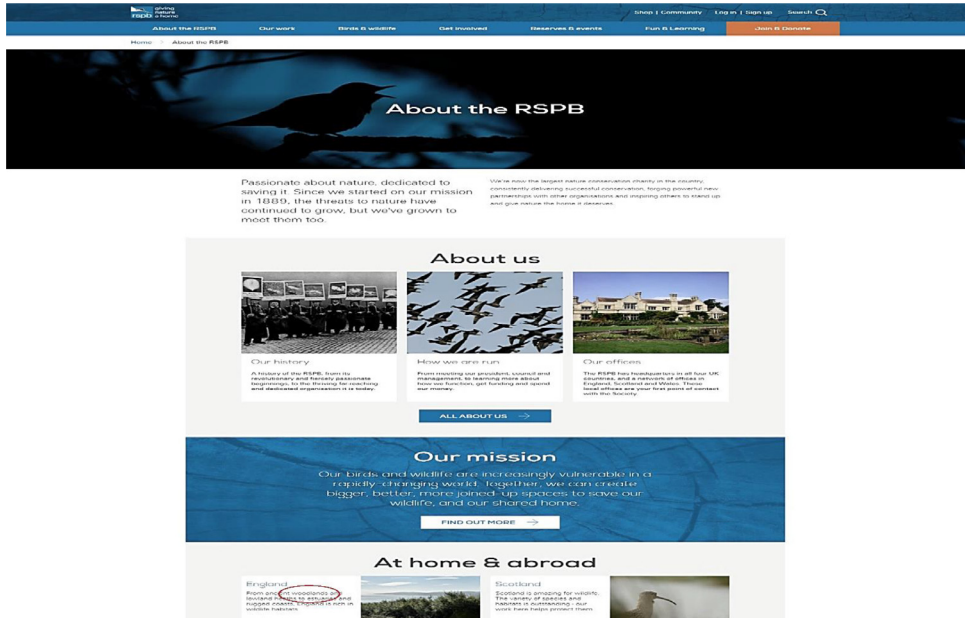 giving
nature
a home
rspb
Shop | Community Log in | Sign up Search
About the RSPB Our work Birds & wildlife Get involved Reserves & events Fun & Learning Join & Donate
Home About the RSPB
About the RSPB
Passionate about nature, dedicated to
saving it. Since we started on our mission
in 1889, the threats to nature have
continued to grow, but we've grown to
meet them too.
We're now the largest nature conservation charity in the country,
consistently delivering successful conservation, forging powerful new
partnerships with other organisations and inspiring others to stand up
and give nature the home it deserves.
About us
Our history
A history of the RSPB, from its
revolutionary and fiercely passionate
beginnings, to the thriving far reaching
and dedicated organisation it is today.
How we are run
From meeting our president, council and
management, to learning more about
how we function, get funding and spend
our money.
Our offices
The RSPB has headquarters in all four UK
countries, and a network of offices in
England, Scotland and Wales. These
local offices are your first point of contact
with the Society.
ALL ABOUT US →
Our mission
Our birds and wildlife are increasingly vulnerable in a
rapidly-changing world. Together, we can create
bigger, better, more joined-up spaces to save our
wildlife, and our shared home.
FIND OUT MORE →
At home & abroad
England
From ancient woodlands and
lowland heaths to estuaries and
rugged coasts, England is rich in
wildlife habitats
Scotland
Scotland is amazing for wildlife.
The variety of species and
habitats is outstanding - our
work here helps protect them.